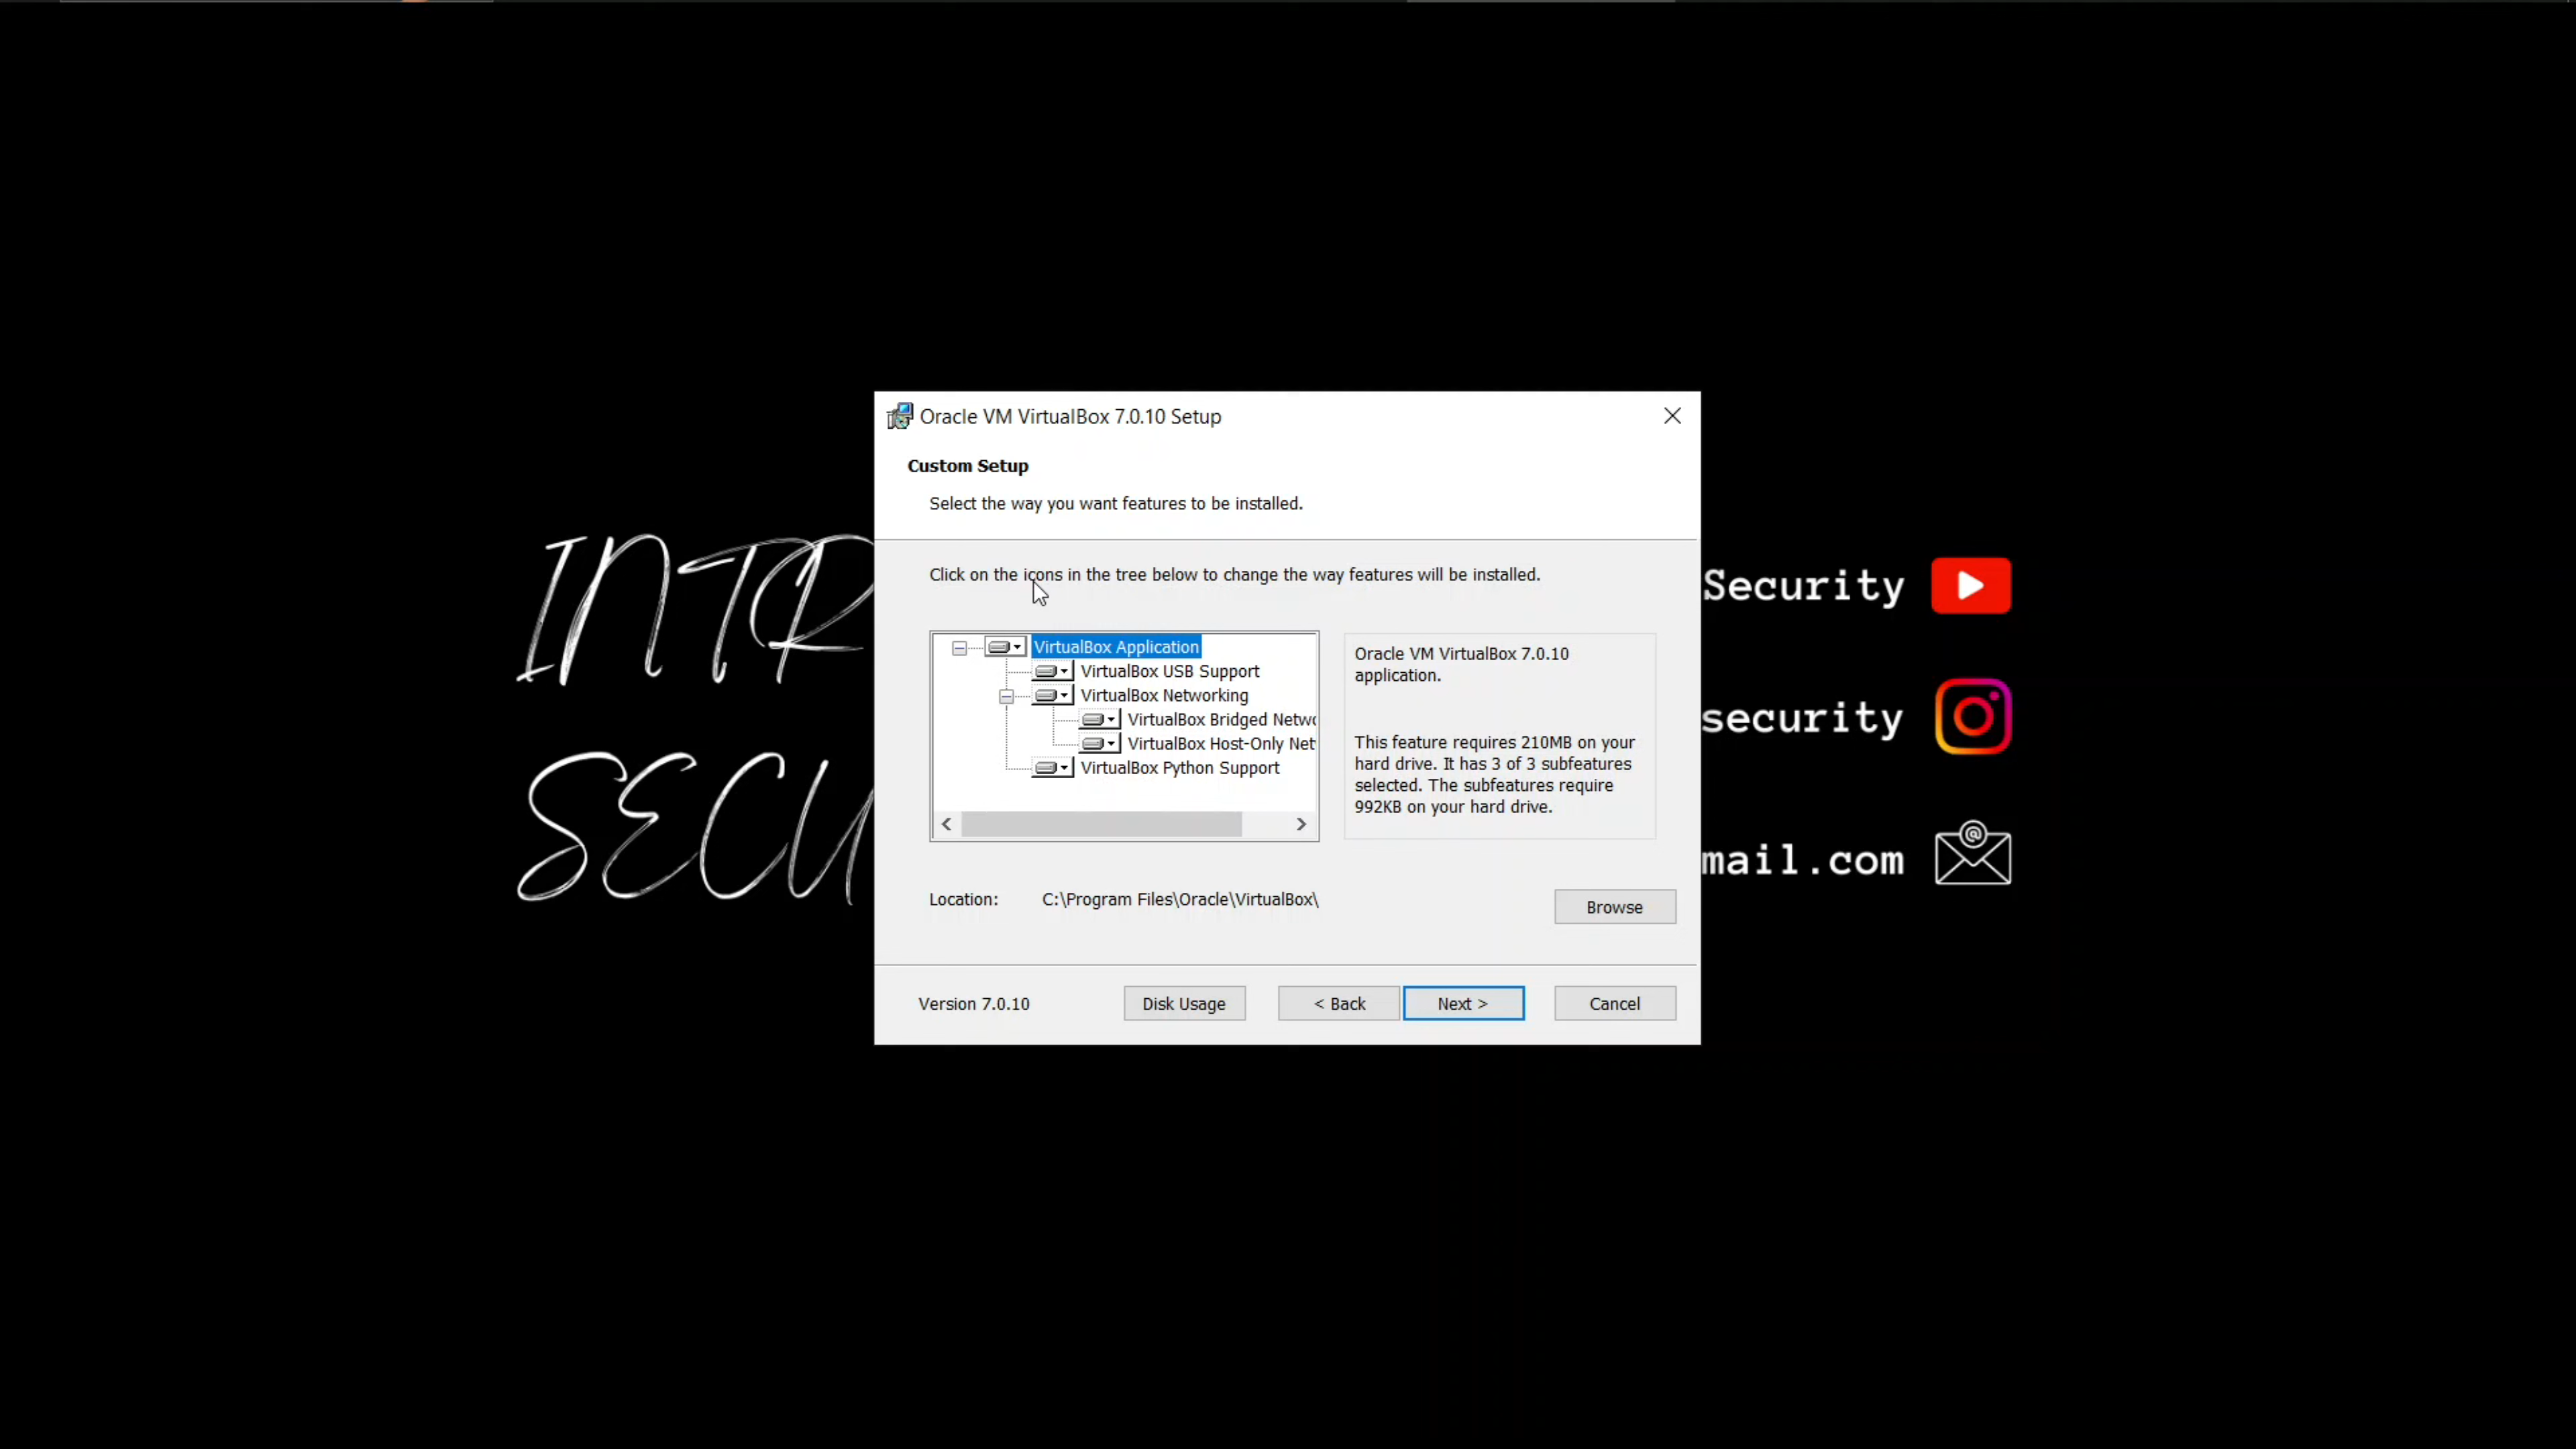 Oracle VM VirtualBox 7.0.10 Setup
Custom Setup
Select the way you want features to be installed.
Click on the icons in the tree below to change the way features will be installed.
VirtualBox Application
VirtualBox USB Support
VirtualBox Networking
VirtualBox Bridged Netwo
VirtualBox Host-Only Net
VirtualBox Python Support
Oracle VM VirtualBox 7.0.10
application.
This feature requires 210MB on your
hard drive. It has 3 of 3 subfeatures
selected. The subfeatures require
992KB on your hard drive.
Location: C:\Program Files\Oracle\VirtualBox\
Browse
Version 7.0.10
Disk Usage
< Back
Next >
Cancel
INTR
SECU
Security
security
mail.com